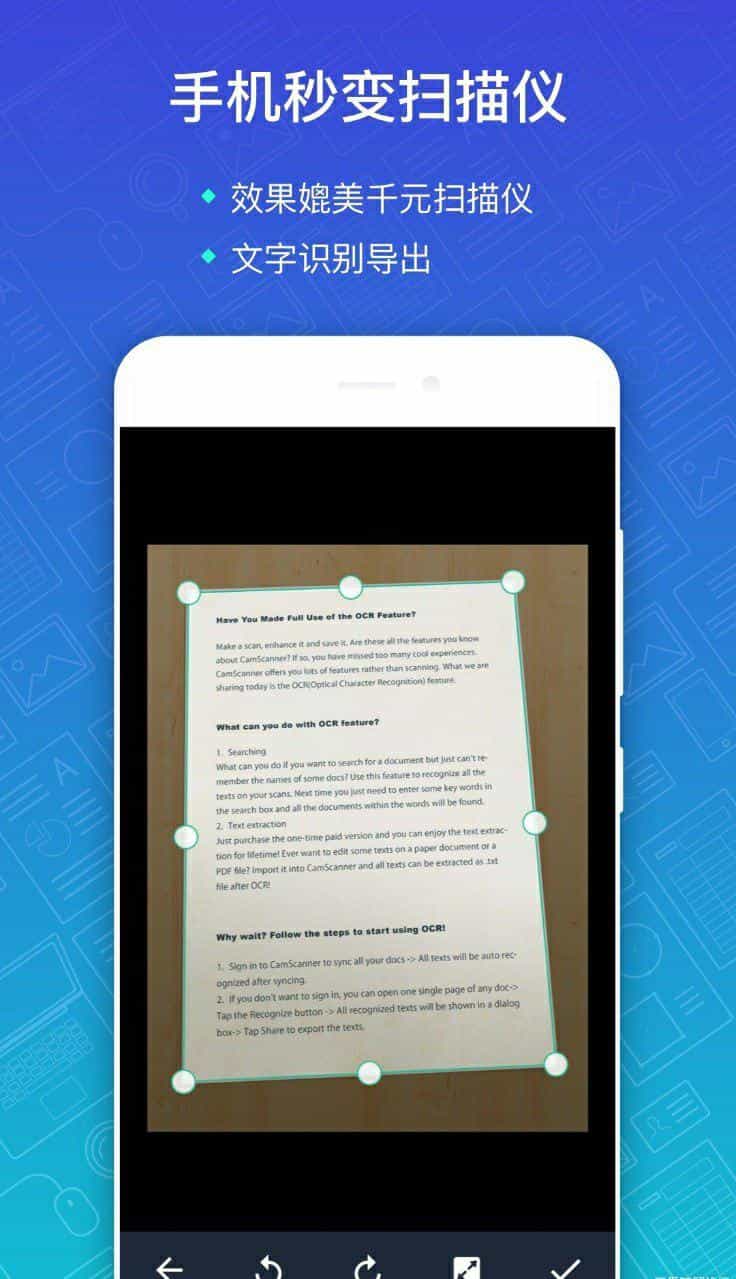 手机秒变扫描仪
效果媲美千元扫描仪
文字识别导出
Have You Made Full Use of the OCR Feature?
Make a scan, enhance it and save it. Are these all the features you know
about CamScanner? If so, you have missed too many cool experiences.
CamScanner offers you lots of features rather than scanning. What we are
sharing today is the OCR(Optical Character Recognition) feature.
What can you do with OCR feature?
1. Searching
What can you do if you want to search for a document but just can't re-
member the names of some docs? Use this feature to recognize all the
texts on your scans. Next time you just need to enter some key words in
the search box and all the documents within the words will be found.
2. Text extraction
Just purchase the one-time paid version and you can enjoy the text extrac-
tion for lifetime! Ever want to edit some texts on a paper document or a
PDF file? Import it into CamScanner and all texts can be extracted as .txt
file after OCR!
Why wait? Follow the steps to start using OCR!
1. Sign in to CamScanner to sync all your docs -> All texts will be auto rec-
ognized after syncing.
2. If you don't want to sign in, you can open one single page of any doc->
Tap the Recognize button -> All recognized texts will be shown in a dialog
box-> Tap Share to export the texts.